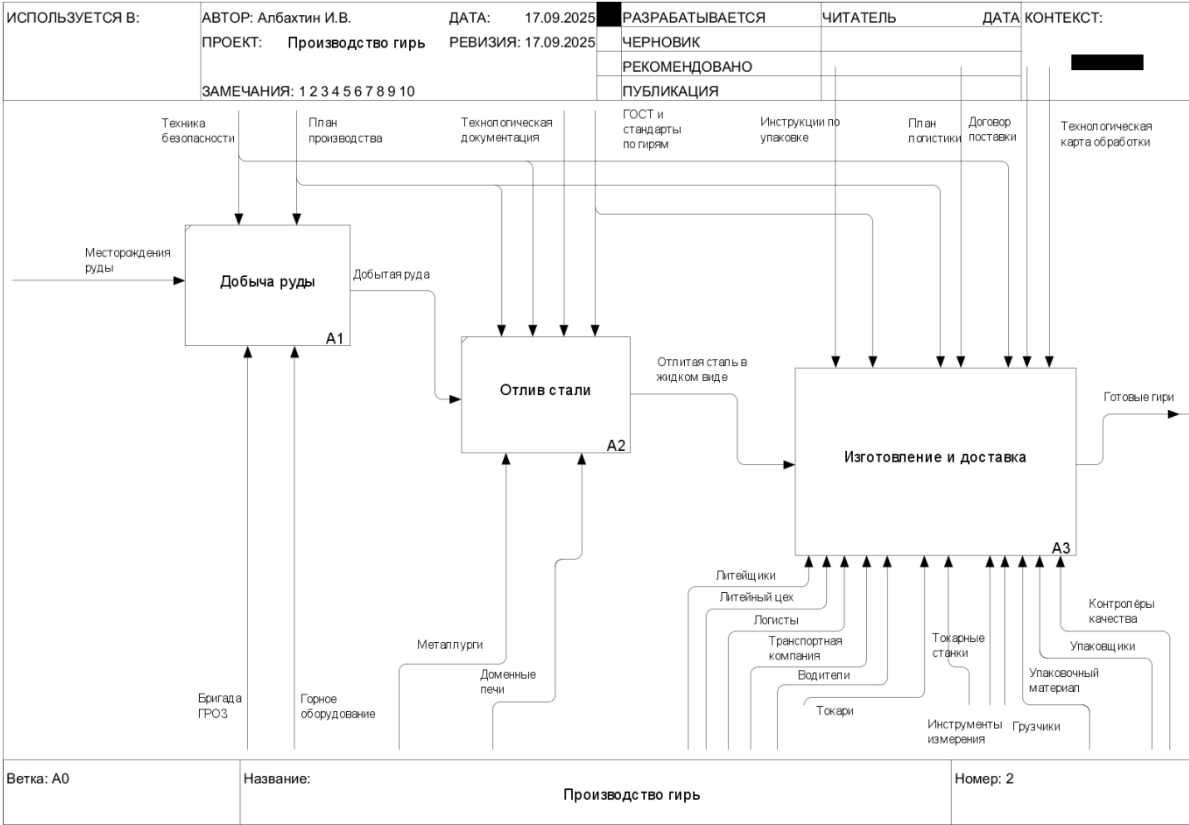 ИСПОЛЬЗУЕТСЯ В:
АВТОР: Албахтин И.В.
ДАТА: 17.09.2025
РАЗРАБАТЫВАЕТСЯ
ЧИТАТЕЛЬ
ДАТА
КОНТЕКСТ:
ПРОЕКТ: Производство гирь
РЕВИЗИЯ: 17.09.2025
ЧЕРНОВИК
РЕКОМЕНДОВАНО
ЗАМЕЧАНИЯ: 1 2 3 4 5 6 7 8 9 10
ПУБЛИКАЦИЯ
Техника
безопасности
План
производства
Технологическая
документация
ГОСТ и
стандарты
по гирям
Инструкции по
упаковке
План
логистики
Договор
поставки
Технологическая
карта обработки
Месторождения
руды
Добыча руды
A1
Добытая руда
Отлив стали
A2
Отлитая сталь в
жидком виде
Изготовление и доставка
A3
Готовые гири
Литейщики
Литейный цех
Логисты
Транспортная
компания
Водители
Токари
Токарные
станки
Инструменты
измерения
Грузчики
Упаковочный
материал
Упаковщики
Контролёры
качества
Металлурги
Доменные
печи
Бригада
ГРОЗ
Горное
оборудование
Ветка: A0
Название:
Производство гирь
Номер: 2